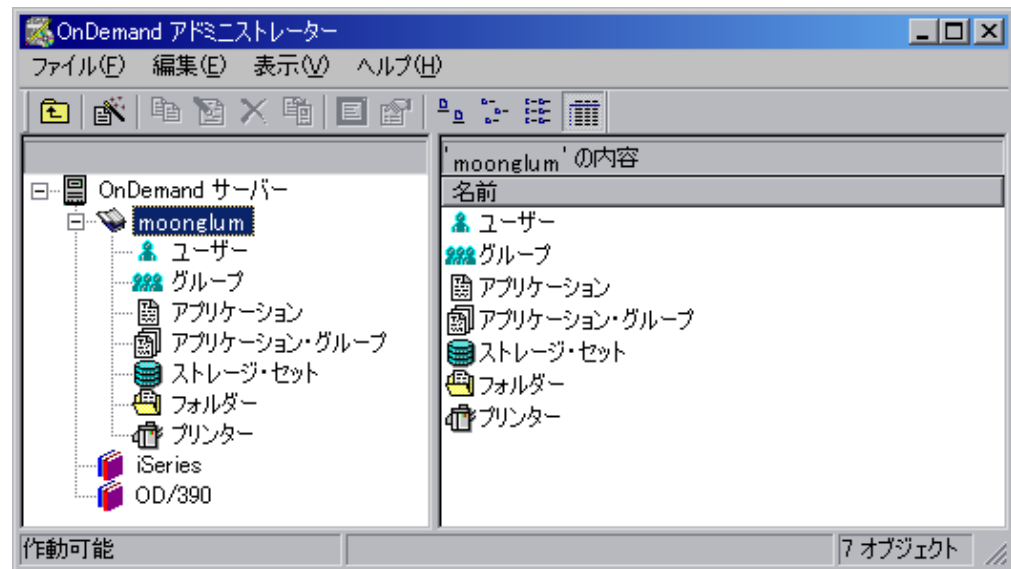 OnDemand アドミニストレーター
ファイル(F) 編集(E) 表示(V) ヘルプ(H)
'moonglum' の内容
名前
OnDemand サーバー
moonglum
ユーザー
グループ
アプリケーション
アプリケーション・グループ
ストレージ・セット
フォルダー
プリンター
iSeries
OD/390
ユーザー
グループ
アプリケーション
アプリケーション・グループ
ストレージ・セット
フォルダー
プリンター
作動可能
7 オブジェクト